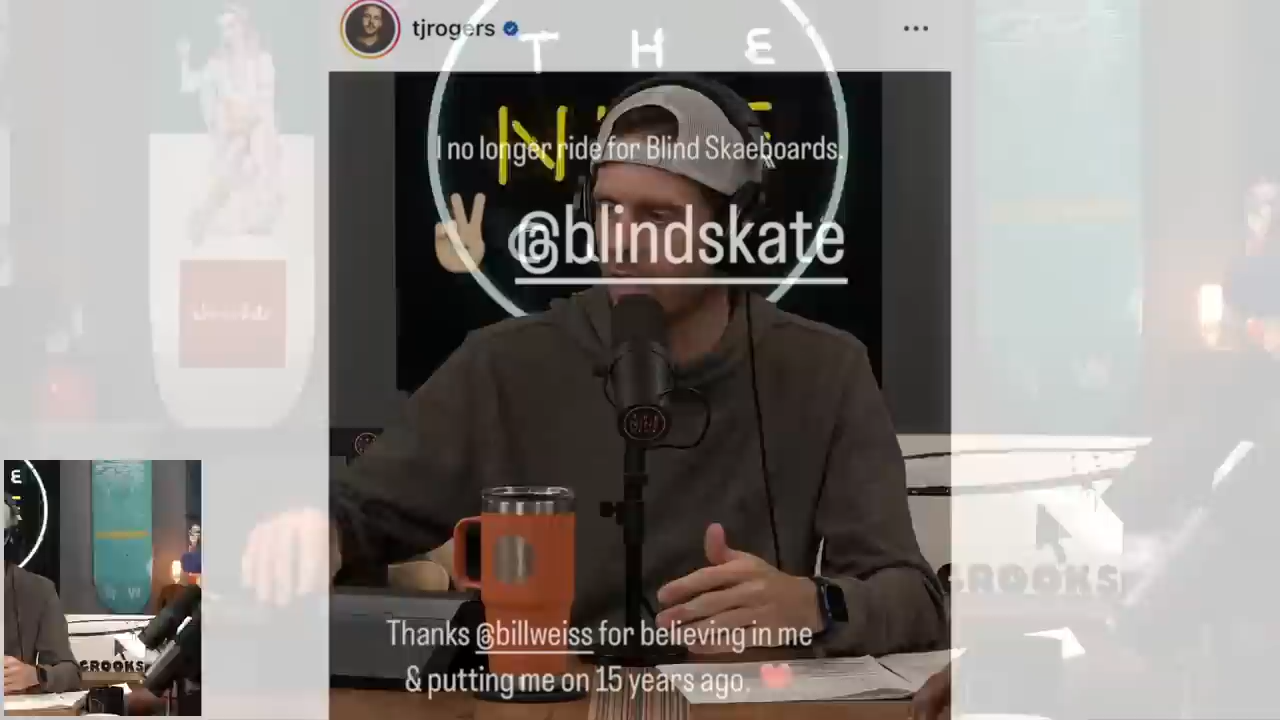 tjrogers
T H E
I no longer ride for Blind Skaeboards.
@blindskate
Thanks @billweiss for believing in me
& putting me on 15 years ago.
CROOKS
CROOKS